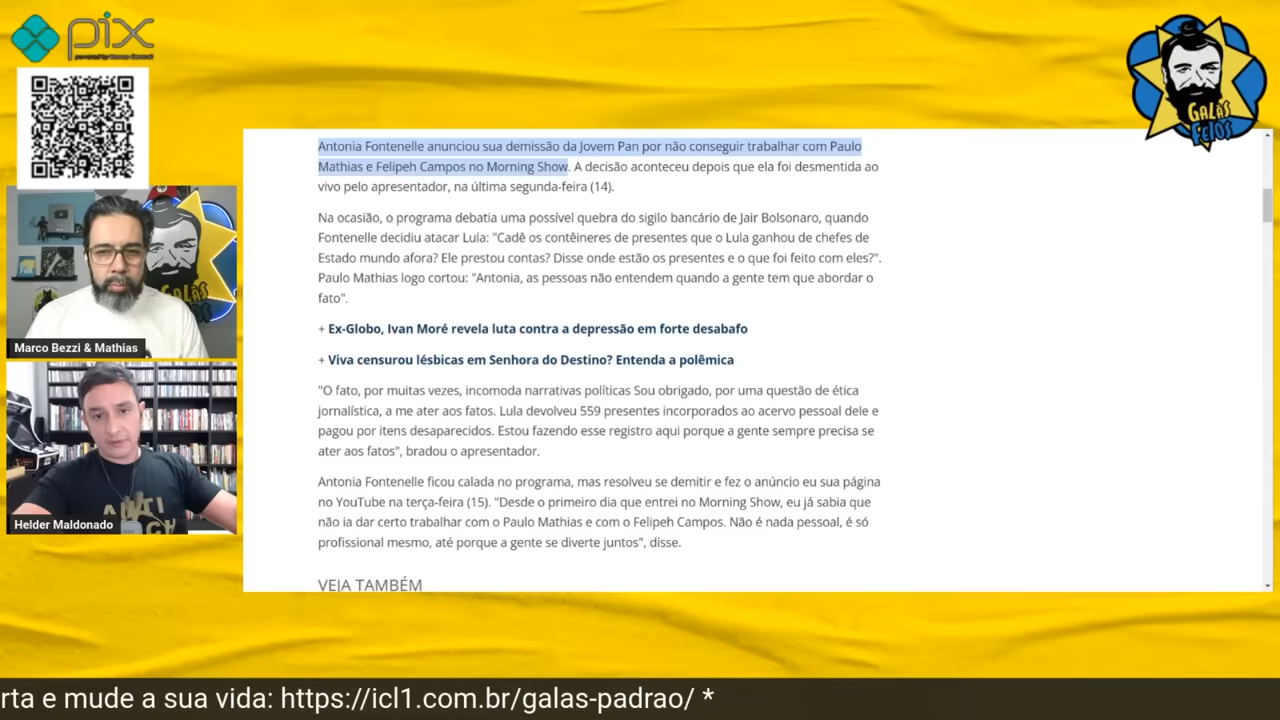 pix
powered by Banco Central
GALÃS
FEIOS
Antonia Fontenelle anunciou sua demissão da Jovem Pan por não conseguir trabalhar com Paulo
Mathias e Felipeh Campos no Morning Show. A decisão aconteceu depois que ela foi desmentida ao
vivo pelo apresentador, na última segunda-feira (14).
Na ocasião, o programa debatia uma possível quebra do sigilo bancário de Jair Bolsonaro, quando
Fontenelle decidiu atacar Lula: "Cadê os contêineres de presentes que o Lula ganhou de chefes de
Estado mundo afora? Ele prestou contas? Disse onde estão os presentes e o que foi feito com eles?".
Paulo Mathias logo cortou: "Antonia, as pessoas não entendem quando a gente tem que abordar o
fato".
+ Ex-Globo, Ivan Moré revela luta contra a depressão em forte desabafo
+ Viva censurou lésbicas em Senhora do Destino? Entenda a polêmica
"O fato, por muitas vezes, incomoda narrativas políticas Sou obrigado, por uma questão de ética
jornalística, a me ater aos fatos. Lula devolveu 559 presentes incorporados ao acervo pessoal dele e
pagou por itens desaparecidos. Estou fazendo esse registro aqui porque a gente sempre precisa se
ater aos fatos", bradou o apresentador.
Antonia Fontenelle ficou calada no programa, mas resolveu se demitir e fez o anúncio eu sua página
no YouTube na terça-feira (15). "Desde o primeiro dia que entrei no Morning Show, eu já sabia que
não ia dar certo trabalhar com o Paulo Mathias e com o Felipeh Campos. Não é nada pessoal, é só
profissional mesmo, até porque a gente se diverte juntos", disse.
VEJA TAMBÉM
GALÃS
Marco Bezzi & Mathias
Helder Maldonado
rta e mude a sua vida: https://icl1.com.br/galas-padrao/ *